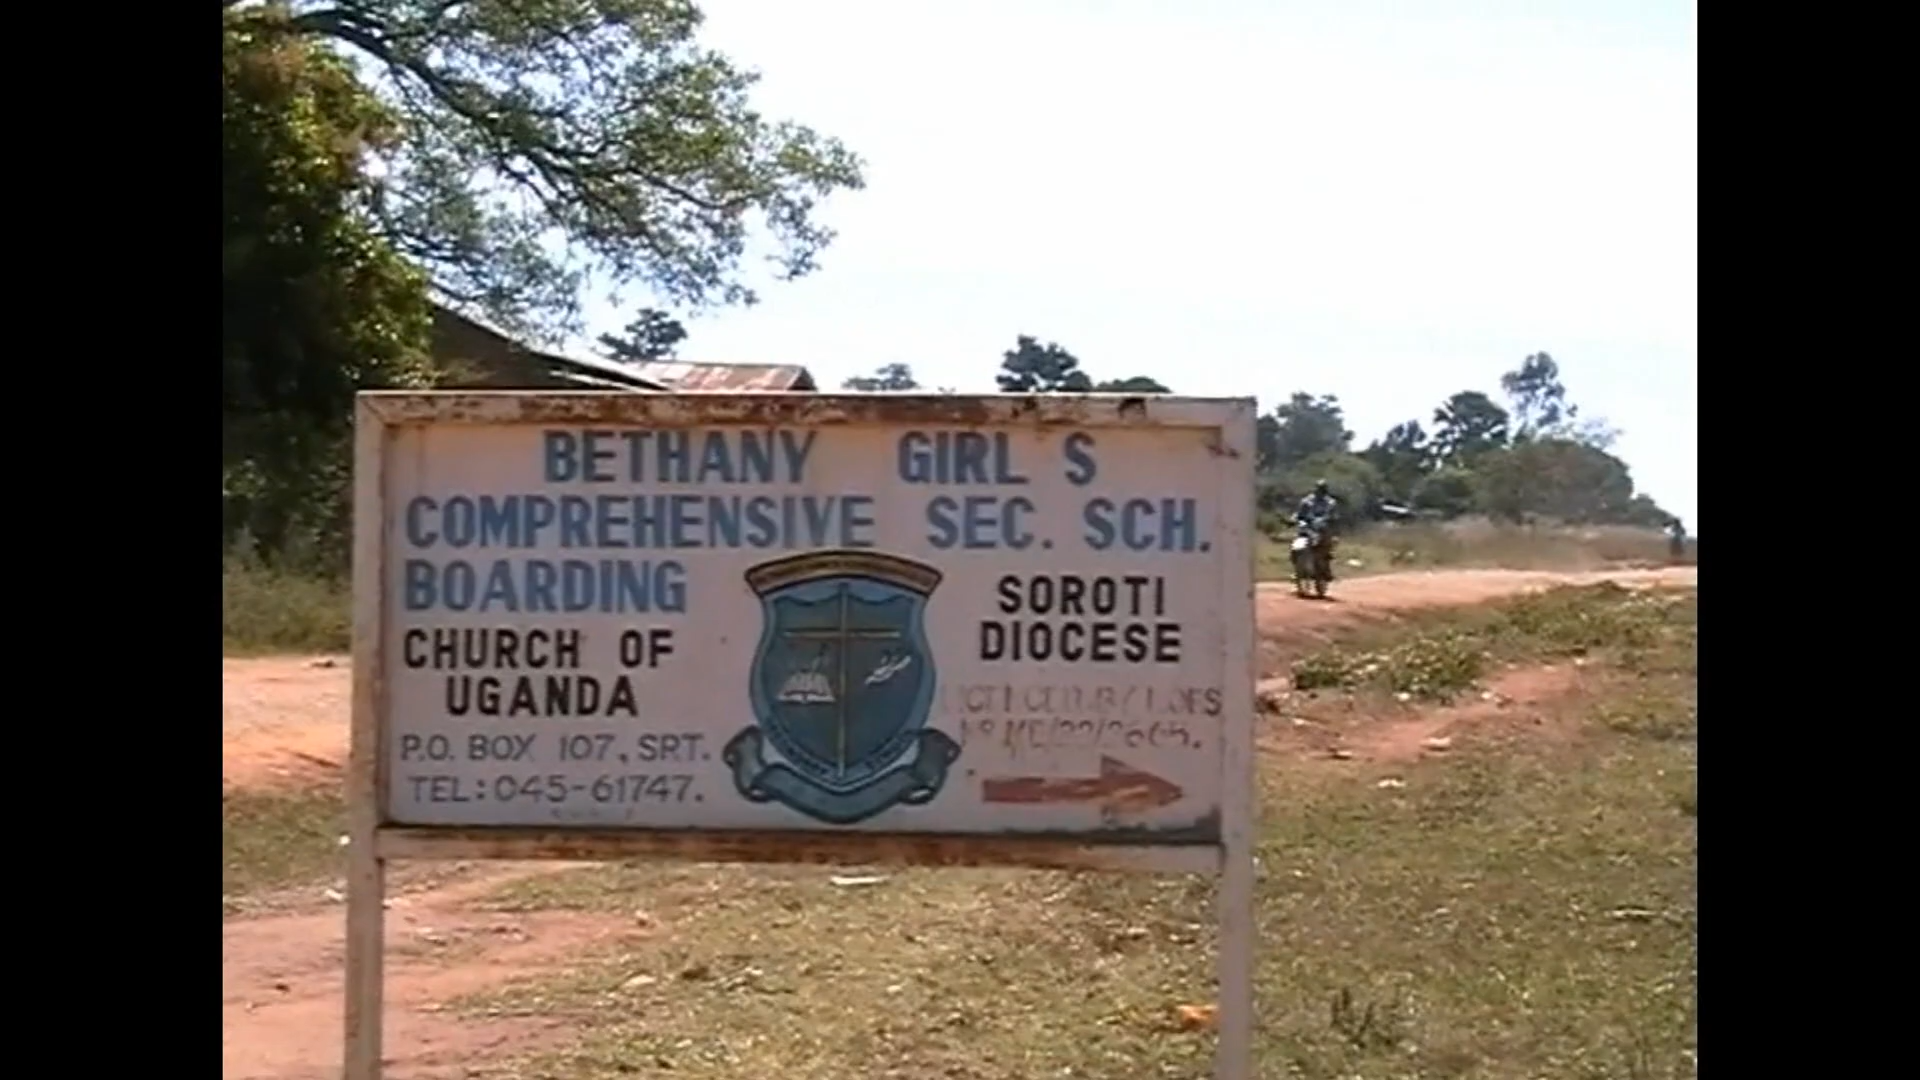 BETHANY GIRL S
COMPREHENSIVE SEC. SCH.
BOARDING
CHURCH OF
UGANDA
SOROTI
DIOCESE
P.O. BOX 107, SRT.
TEL: 045-61747.